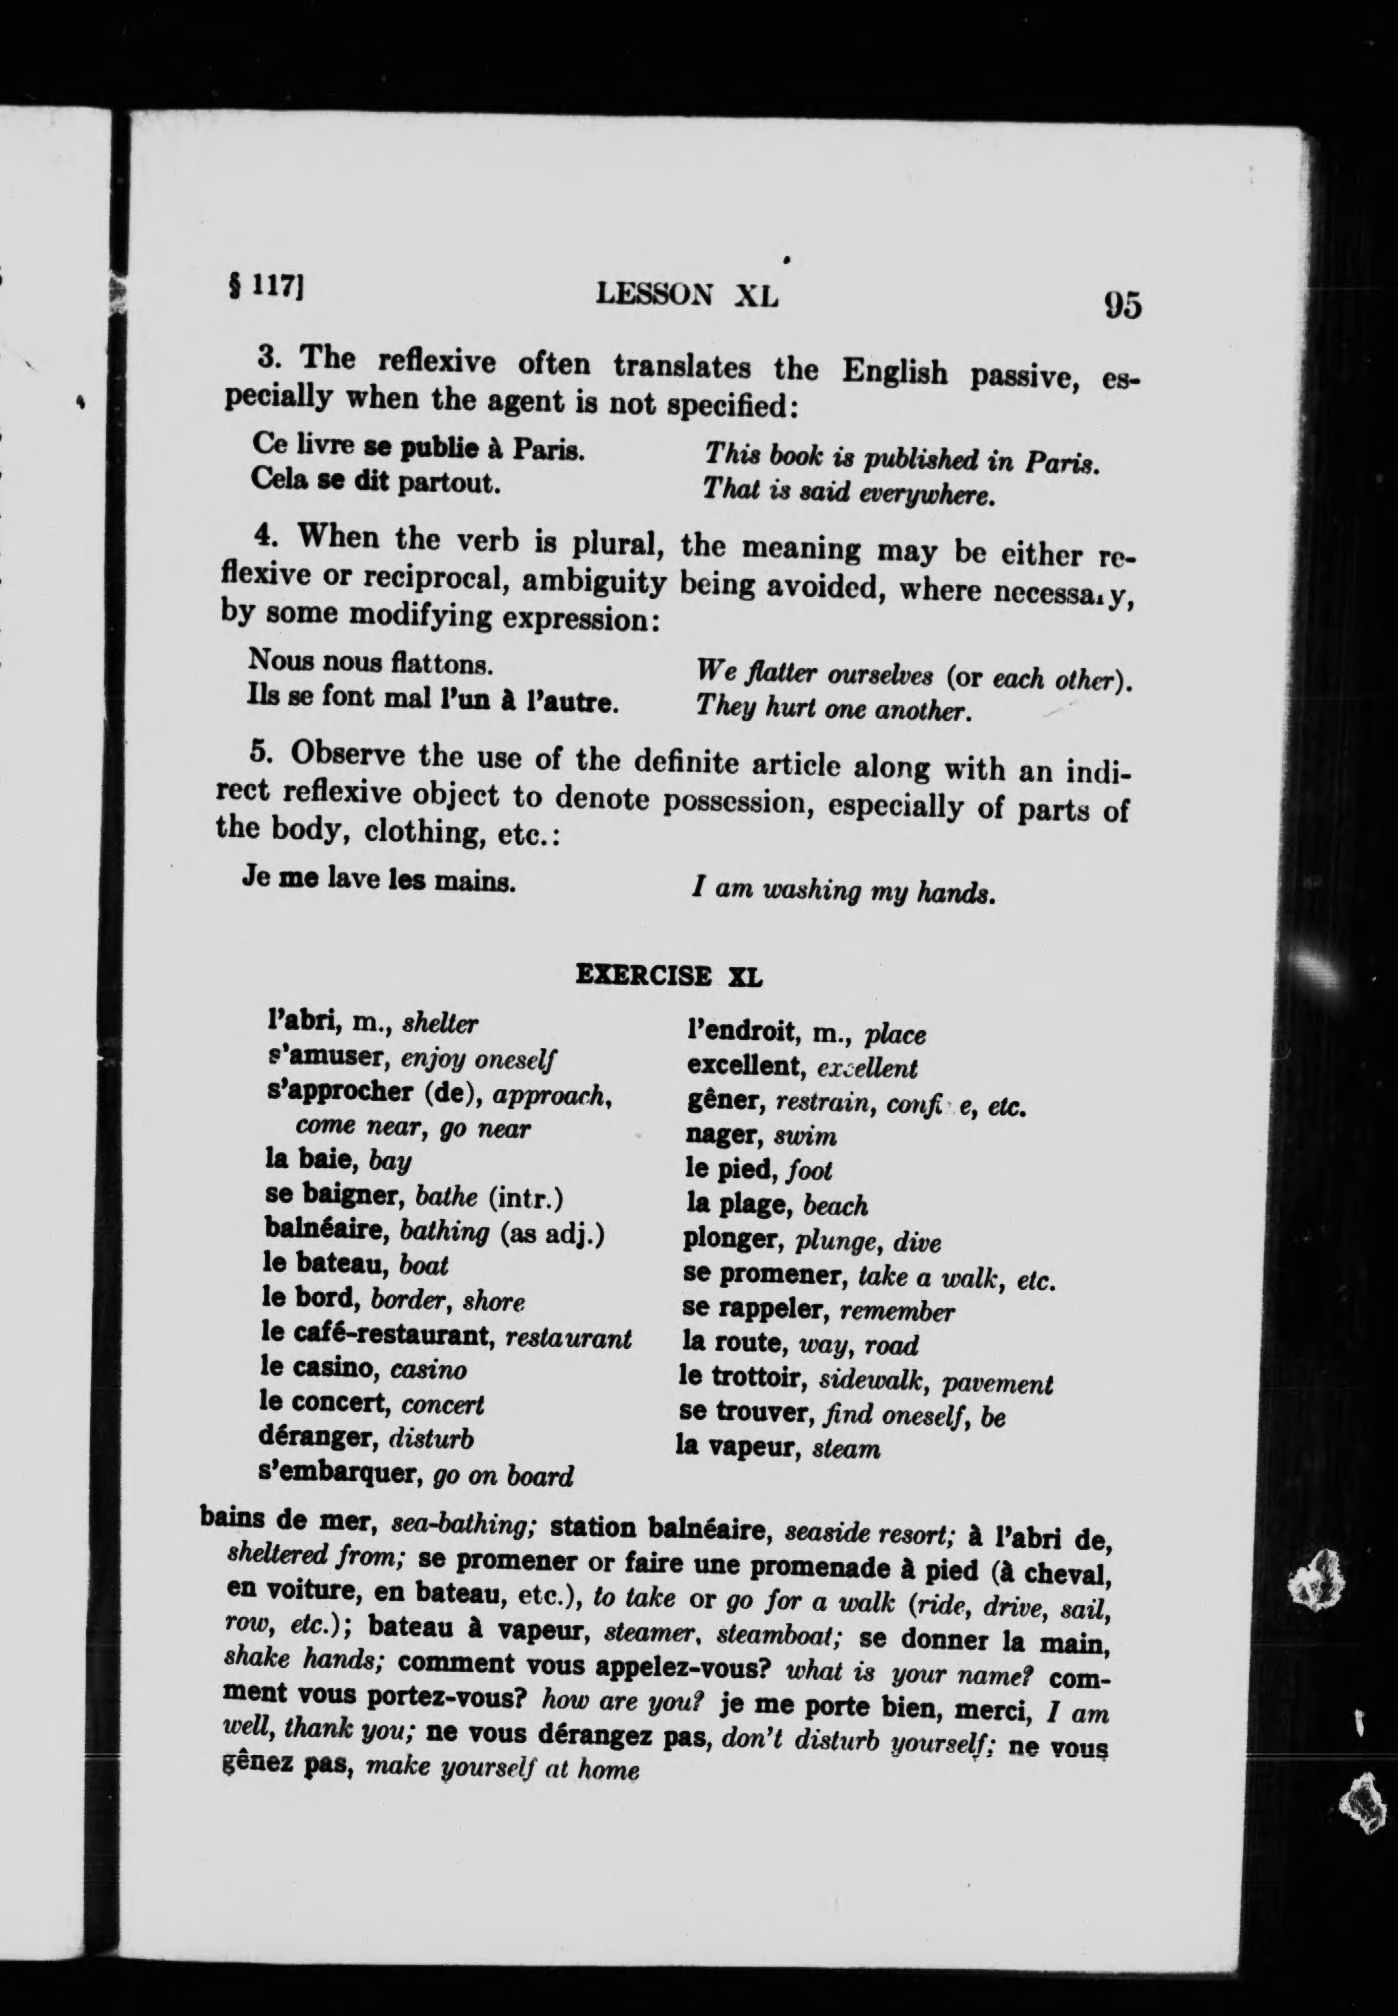 § 117]
LESSON XL
95
3. The reflexive often translates the English passive, es-
pecially when the agent is not specified:
Ce livre se publie à Paris. This book is published in Paris.
Cela se dit partout. That is said everywhere.
4. When the verb is plural, the meaning may be either re-
flexive or reciprocal, ambiguity being avoided, where necessary,
by some modifying expression:
Nous nous flattons. We flatter ourselves (or each other).
Ils se font mal l'un à l'autre. They hurt one another.
5. Observe the use of the definite article along with an indi-
rect reflexive object to denote possession, especially of parts of
the body, clothing, etc.:
Je me lave les mains. I am washing my hands.
EXERCISE XL
l'abri, m., shelter
s'amuser, enjoy oneself
s'approcher (de), approach,
come near, go near
la baie, bay
se baigner, bathe (intr.)
balnéaire, bathing (as adj.)
le bateau, boat
le bord, border, shore
le café-restaurant, restaurant
le casino, casino
le concert, concert
déranger, disturb
s'embarquer, go on board
l'endroit, m., place
excellent, excellent
gêner, restrain, etc.
nager, swim
le pied, foot
la plage, beach
plonger, plunge, dive
se promener, take a walk, etc.
se rappeler, remember
la route, way, road
le trottoir, sidewalk, pavement
se trouver, find oneself, be
la vapeur, steam
bains de mer, sea-bathing; station balnéaire, seaside resort; à l'abri de,
sheltered from; se promener or faire une promenade à pied (à cheval,
en voiture, en bateau, etc.), to take or go for a walk (ride, drive, sail,
row, etc.); bateau à vapeur, steamer, steamboat; se donner la main,
shake hands; comment vous appelez-vous? what is your name? com-
ment vous portez-vous? how are you? je me porte bien, merci, I am
well, thank you; ne vous dérangez pas, don't disturb yourself; ne vous
gênez pas, make yourself at home